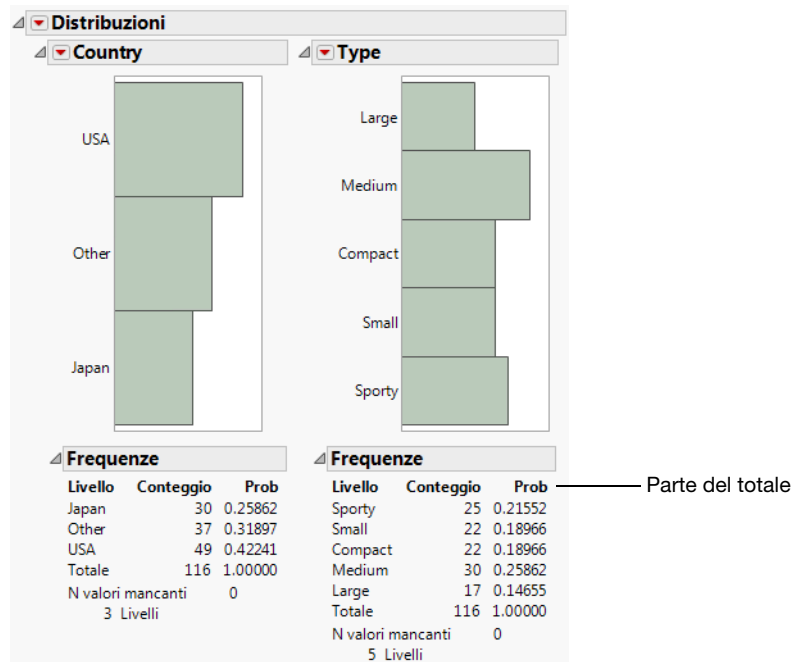 Distribuzioni
Country
USA
Other
Japan
Frequenze
Livello Conteggio Prob
Japan 30 0.25862
Other 37 0.31897
USA 49 0.42241
Totale 116 1.00000
N valori mancanti 0
3 Livelli
Type
Large
Medium
Compact
Small
Sporty
Frequenze
Livello Conteggio Prob
Sporty 25 0.21552
Small 22 0.18966
Compact 22 0.18966
Medium 30 0.25862
Large 17 0.14655
Totale 116 1.00000
N valori mancanti 0
5 Livelli
Parte del totale